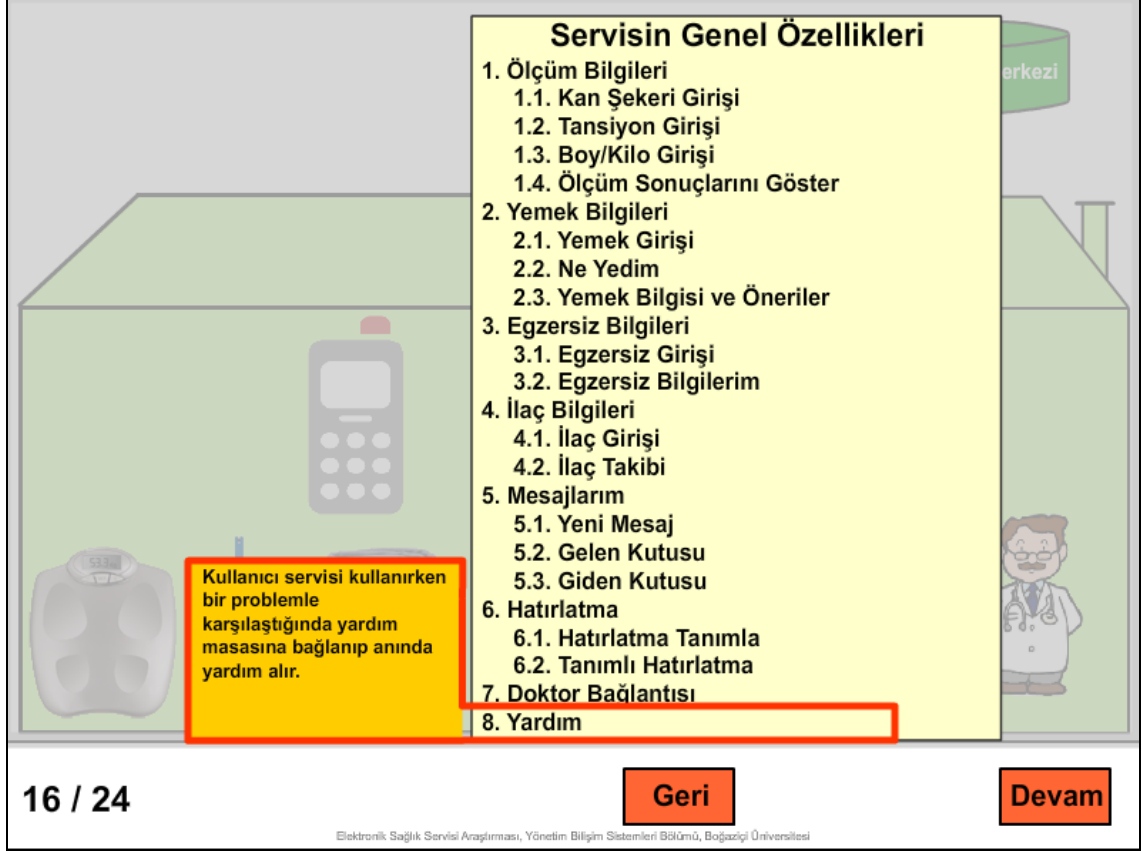 Servisin Genel Özellikleri
1. Ölçüm Bilgileri
1.1. Kan Şekeri Girişi
1.2. Tansiyon Girişi
1.3. Boy/Kilo Girişi
1.4. Ölçüm Sonuçlarını Göster
2. Yemek Bilgileri
2.1. Yemek Girişi
2.2. Ne Yedim
2.3. Yemek Bilgisi ve Öneriler
3. Egzersiz Bilgileri
3.1. Egzersiz Girişi
3.2. Egzersiz Bilgilerim
4. İlaç Bilgileri
4.1. İlaç Girişi
4.2. İlaç Takibi
5. Mesajlarım
5.1. Yeni Mesaj
5.2. Gelen Kutusu
5.3. Giden Kutusu
6. Hatırlatma
6.1. Hatırlatma Tanımla
6.2. Tanımlı Hatırlatma
7. Doktor Bağlantısı
8. Yardım
erkezi
Kullanıcı servisi kullanırken
bir problemle
karşılaştığında yardım
masasına bağlanıp anında
yardım alır.
16 / 24
Geri
Devam
Elektronik Sağlık Servisi Araştırması, Yönetim Bilişim Sistemleri Bölümü, Boğaziçi Üniversitesi